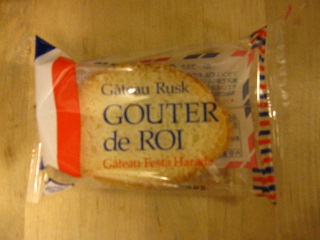 Gâteau Rusk
GOUTER
de ROI
Gâteau Festa Harada